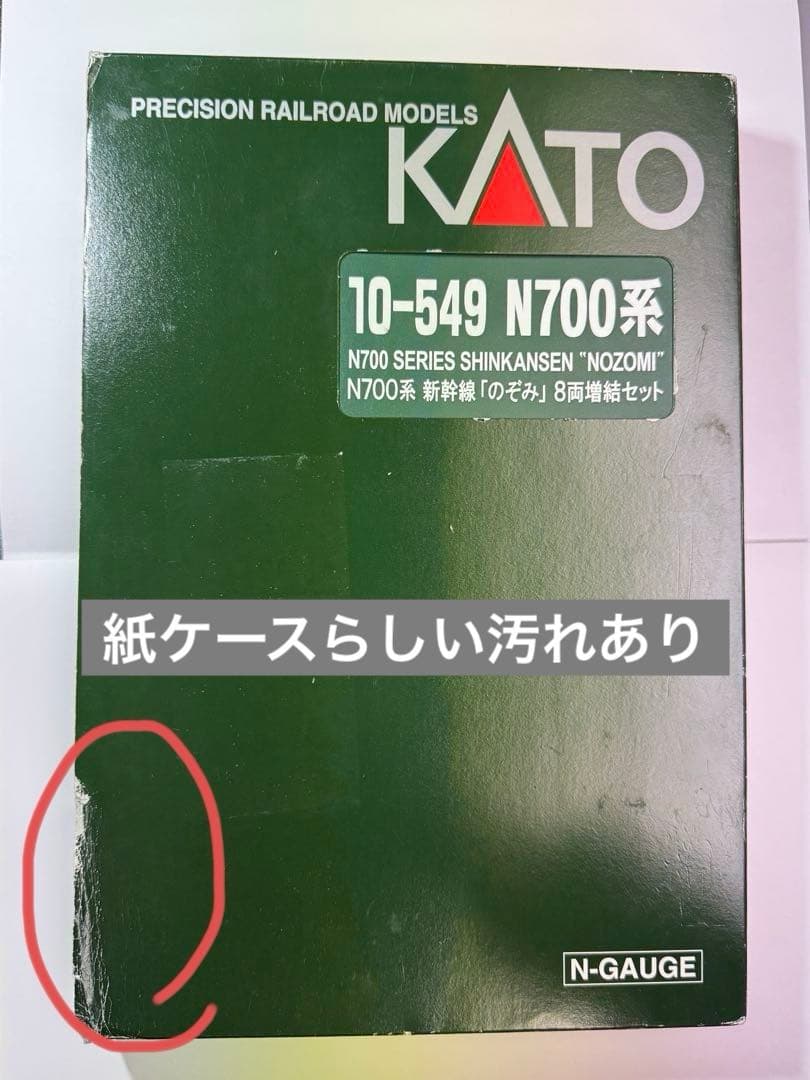 PRECISION RAILROAD MODELS
KATO
10-549 N700系
N700 SERIES SHINKANSEN "NOZOMI"
N700系 新幹線「のぞみ」 8両増結セット
紙ケースらしい汚れあり
N-GAUGE